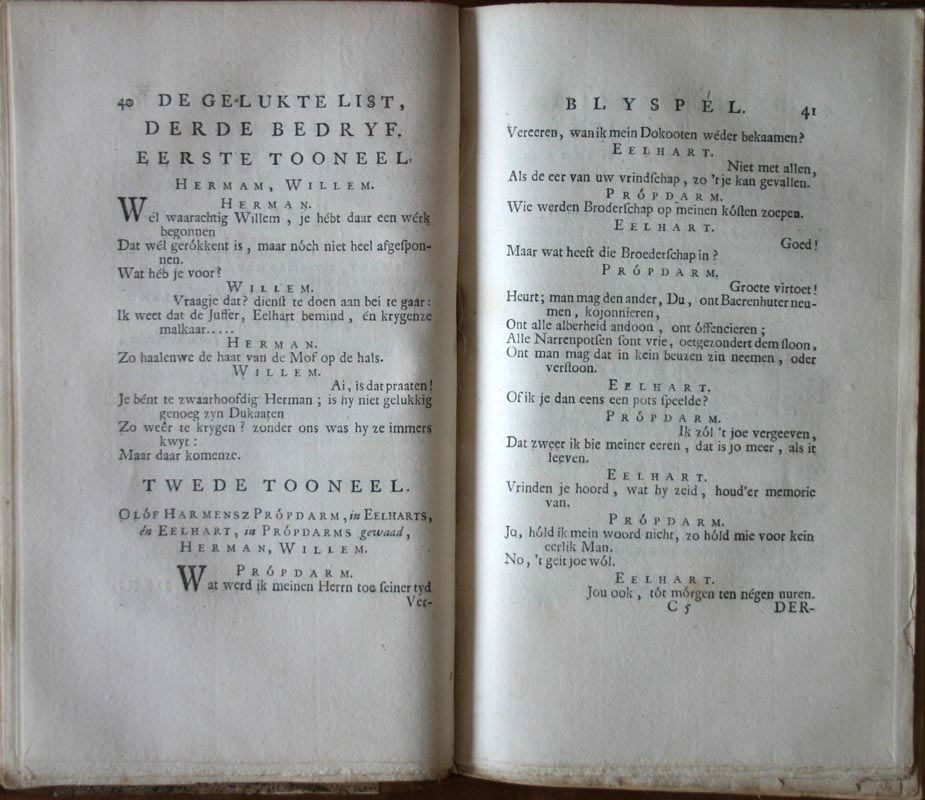 40 DE GELUKTE LIST,
DERDE BEDRYF.
EERSTE TOONEEL.
HERMAM, WILLEM.
HERMAN.
Wél waarachtig Willem, je hébt daar een wérk
begonnen
Dat wél gerókkent is, maar nóch niet heel afgeſpon-
nen.
Wat héb je voor?
WILLEM.
Vraagje dat? dienſt te doen aan bei te gaar:
Ik weet dat de Juffer, Eelhart bemind, én krygenze
malkaar.....
HERMAN.
Zo haalenwe de haat van de Mof op de hals.
WILLEM.
Ai, is dat praaten!
Je bént te zwaarhoofdig Herman; is hy niet gelukkig
genoeg zyn Dukaaten
Zo weêr te krygen? zonder ons was hy ze immers
kwyt:
Maar daar komenze.
TWEDE TOONEEL.
OLÓF HARMENSZ PRÓPDARM, in EELHARTS,
én EELHART, in PRÓPDARMS gewaad,
HERMAN, WILLEM.
PRÓPDARM.
Wat werd ik meinen Herrn toe ſeiner tyd
Ver-
BLYSPÉL. 41
Vereeren, wanik mein Dokooten wéder bekaamen?
EELHART.
Niet met allen,
Als de eer van uw vrindſchap, zo 'tje kan gevallen.
PRÓPDARM.
Wie werden Broderſchap op meinen kóſten zoepen.
EELHART.
Goed!
Maar wat heeft die Broederſchap in?
PRÓPDARM.
Groete virtoet!
Heurt; man mag den ander, Du, ont Baerenhuter neu-
men, kojonnieren,
Ont alle alberheid andoon, ont óffencieren;
Alle Narrenpotſen ſont vrie, oetgezondert dem ſloon,
Ont man mag dat in kein beuzen zin neemen, oder
verſtoon.
EELHART.
Of ik je dan eens een pots ſpeelde?
PRÓPDARM.
Ik zól 't joe vergeeven,
Dat zweer ik bie meiner eeren, dat is jo meer, als it
leeven.
EELHART.
Vrinden je hoord, wat hy zeid, houd'er memorie
van.
PRÓPDARM.
Jo, hóld ik mein woord nicht, zo hóld mie voor kein
eerlik Man.
No, 't geit joe wól.
EELHART.
Jou ook, tót mórgen ten négen uuren.
C 5 DER-